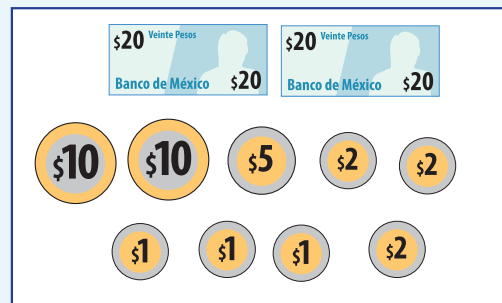 $20 Veinte Pesos
Banco de México $20
$20 Veinte Pesos
Banco de México $20
$10 $10 $5 $2 $2
$1 $1 $1 $2